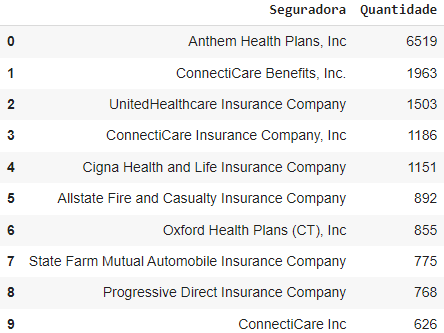 Seguradora Quantidade
0 Anthem Health Plans, Inc 6519
1 ConnectiCare Benefits, Inc. 1963
2 UnitedHealthcare Insurance Company 1503
3 ConnectiCare Insurance Company, Inc 1186
4 Cigna Health and Life Insurance Company 1151
5 Allstate Fire and Casualty Insurance Company 892
6 Oxford Health Plans (CT), Inc 855
7 State Farm Mutual Automobile Insurance Company 775
8 Progressive Direct Insurance Company 768
9 ConnectiCare Inc 626